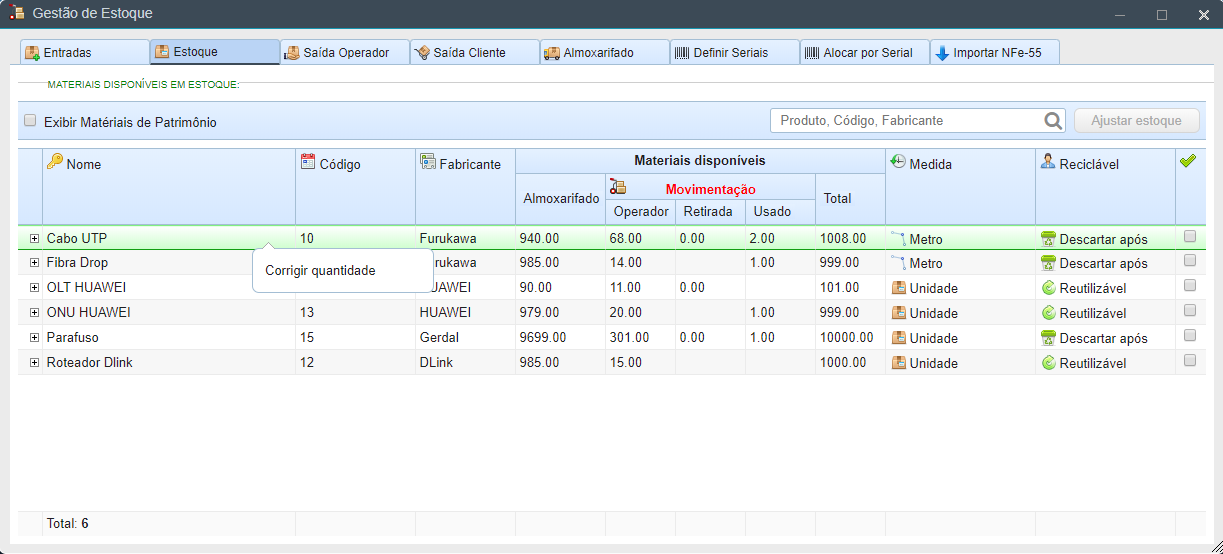 Gestão de Estoque
Entradas Estoque Saída Operador Saída Cliente Almoxarifado Definir Seriais Alocar por Serial Importar NFe-55
MATERIAIS DISPONÍVEIS EM ESTOQUE:
Exibir Matériais de Patrimônio Produto, Código, Fabricante Ajustar estoque
Nome Código Fabricante Materiais disponíveis Medida Reciclável
Almoxarifado Movimentação Total
Operador Retirada Usado
Cabo UTP 10 Furukawa 940.00 68.00 0.00 2.00 1008.00 Metro Descartar após
Fibra Drop 985.00 14.00 1.00 999.00 Metro Descartar após
Corrigir quantidade
OLT HUAWEI 90.00 11.00 0.00 101.00 Unidade Reutilizável
ONU HUAWEI 13 HUAWEI 979.00 20.00 1.00 999.00 Unidade Reutilizável
Parafuso 15 Gerdal 9699.00 301.00 0.00 1.00 10000.00 Unidade Descartar após
Roteador Dlink 12 DLink 985.00 15.00 1000.00 Unidade Reutilizável
Total: 6